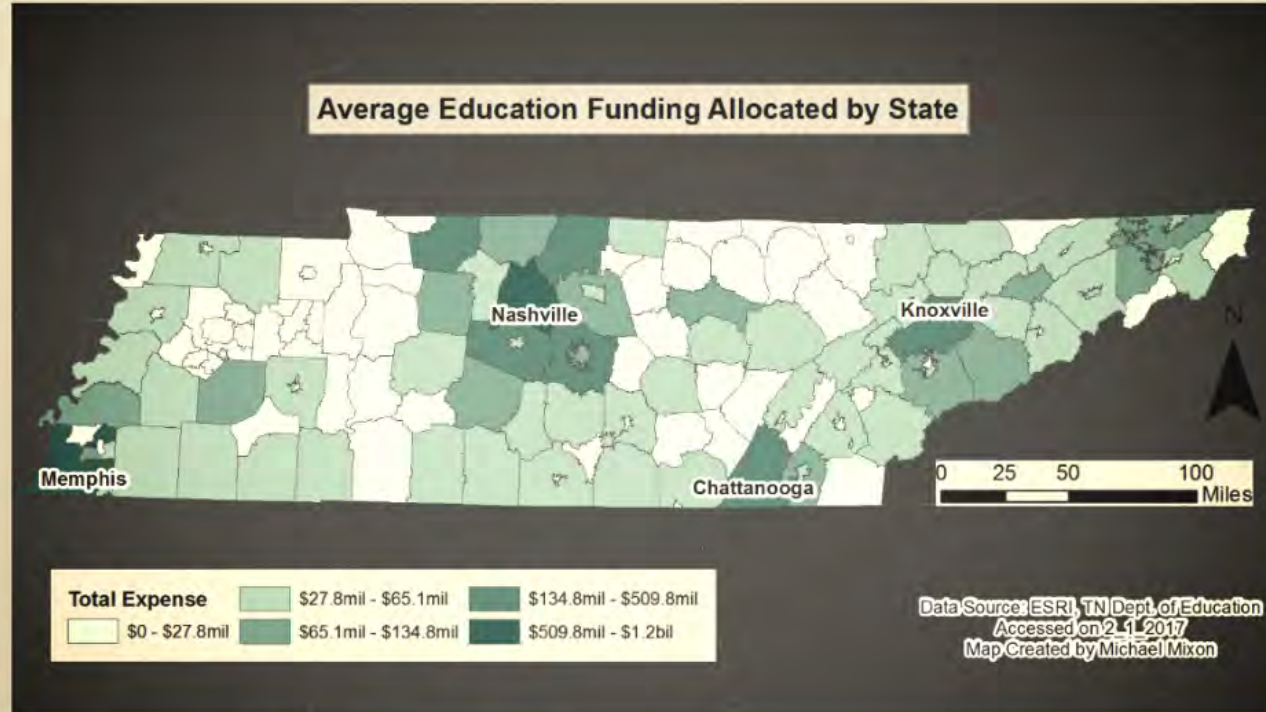 Average Education Funding Allocated by State
Nashville
Knoxville
N
Memphis
Chattanooga
0 25 50 100
Miles
Total Expense
$0 - $27.8mil
$27.8mil - $65.1mil
$65.1mil - $134.8mil
$134.8mil - $509.8mil
$509.8mil - $1.2bil
Data Source: ESRI, TN Dept. of Education
Accessed on 2_1_2017
Map Created by Michael Mixon